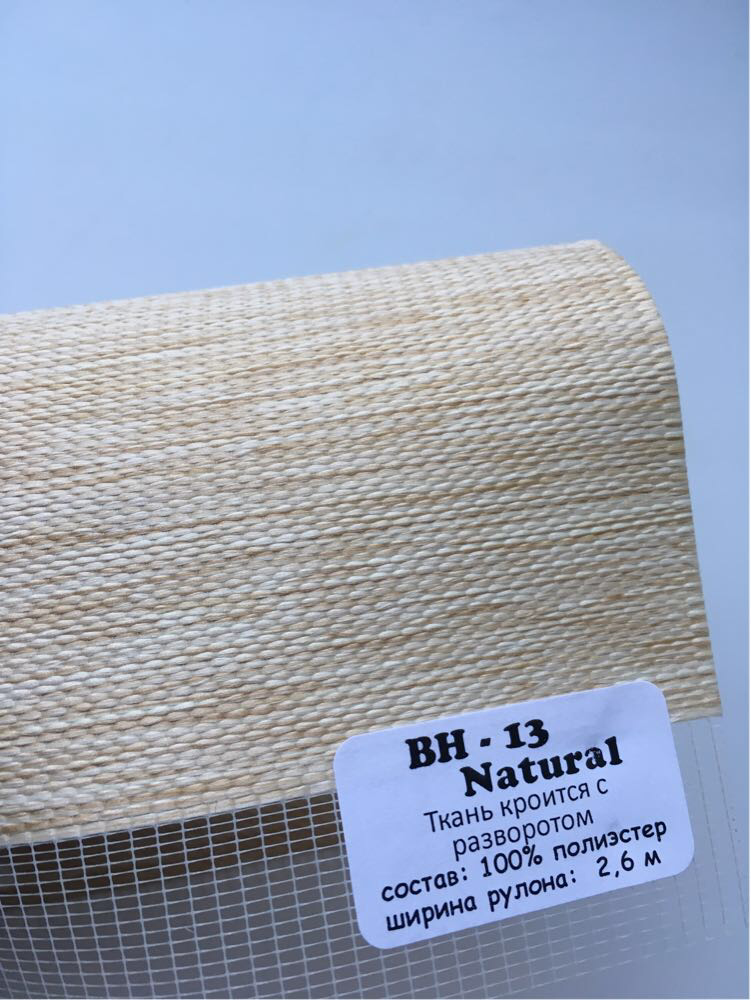 BH - 13
Natural
Ткань кроится с
разворотом
состав: 100% полиэстер
ширина рулона: 2,6 м